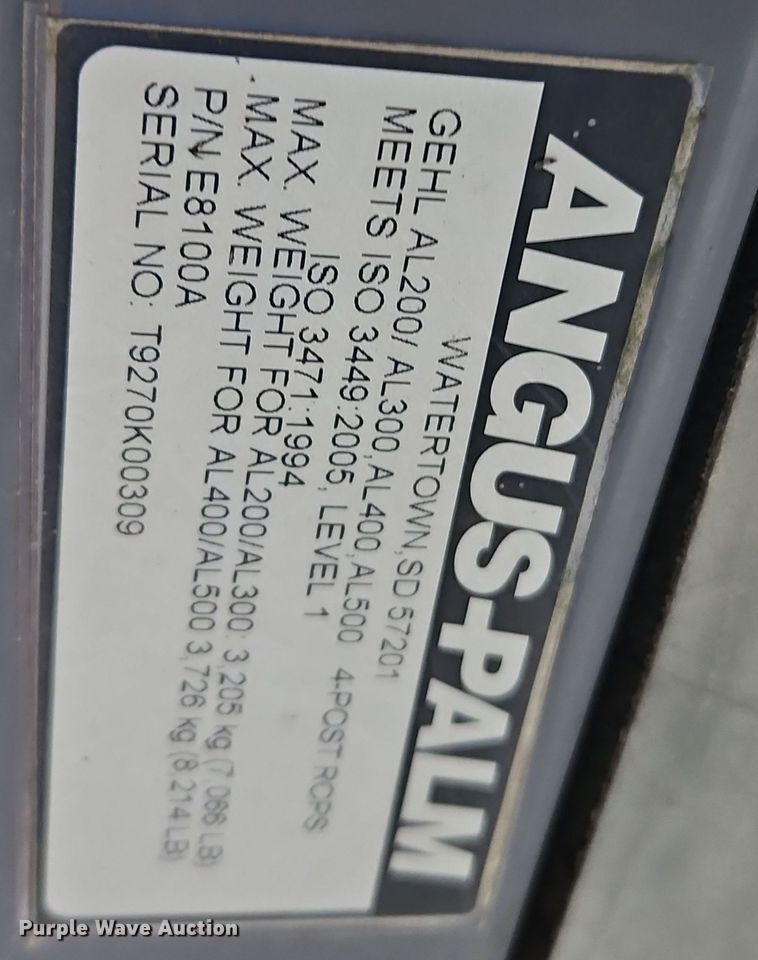 ANGUS-PALM
WATERTOWN, SD 57201
GEHL AL200/ AL300, AL400, AL500 4-POST ROPS
MEETS ISO 3449:2005, LEVEL 1
ISO 3471:1994
MAX. WEIGHT FOR AL200/AL300: 3,205 kg (7,066 LB)
MAX. WEIGHT FOR AL400/AL500 3,726 kg (8,214 LB)
P/N E8100A
SERIAL NO: T9270K00309
Purple Wave Auction